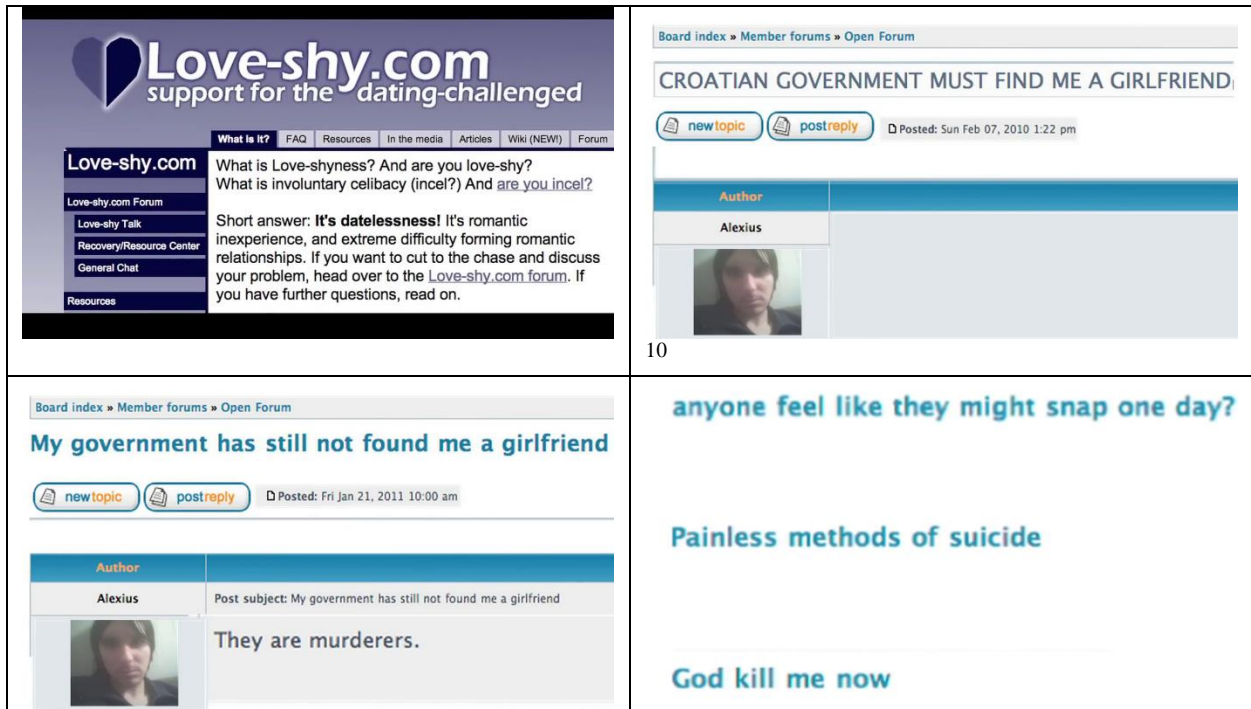 Love-shy.com
support for the dating-challenged
What is it? FAQ Resources In the media Articles Wiki (NEW!) Forum
Love-shy.com
Love-shy.com Forum
Love-shy Talk
Recovery/Resource Center
General Chat
Resources
What is Love-shyness? And are you love-shy?
What is involuntary celibacy (incel?) And are you incel?
Short answer: It's datelessness! It's romantic
inexperience, and extreme difficulty forming romantic
relationships. If you want to cut to the chase and discuss
your problem, head over to the Love-shy.com forum. If
you have further questions, read on.
Board index » Member forums » Open Forum
CROATIAN GOVERNMENT MUST FIND ME A GIRLFRIEND
newtopic postreply Posted: Sun Feb 07, 2010 1:22 pm
Author
Alexius
10
Board index » Member forums » Open Forum
My government has still not found me a girlfriend
newtopic postreply Posted: Fri Jan 21, 2011 10:00 am
Author
Alexius Post subject: My government has still not found me a girlfriend
They are murderers.
anyone feel like they might snap one day?
Painless methods of suicide
God kill me now